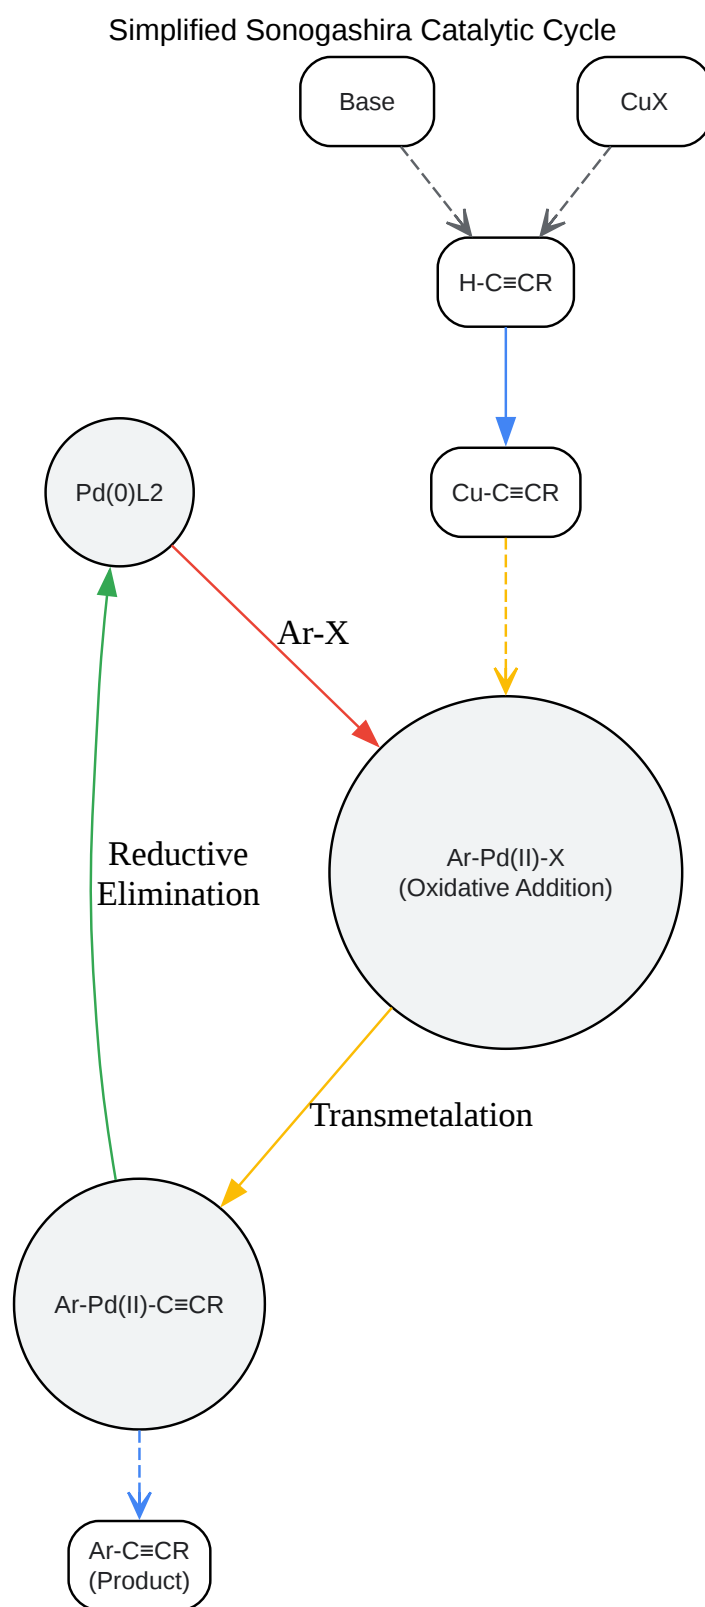 Simplified Sonogashira Catalytic Cycle
Base
CuX
H-C≡CR
Pd(0)L2
Cu-C≡CR
Ar-X
Reductive
Elimination
Ar-Pd(II)-X
(Oxidative Addition)
Transmetalation
Ar-Pd(II)-C≡CR
Ar-C≡CR
(Product)